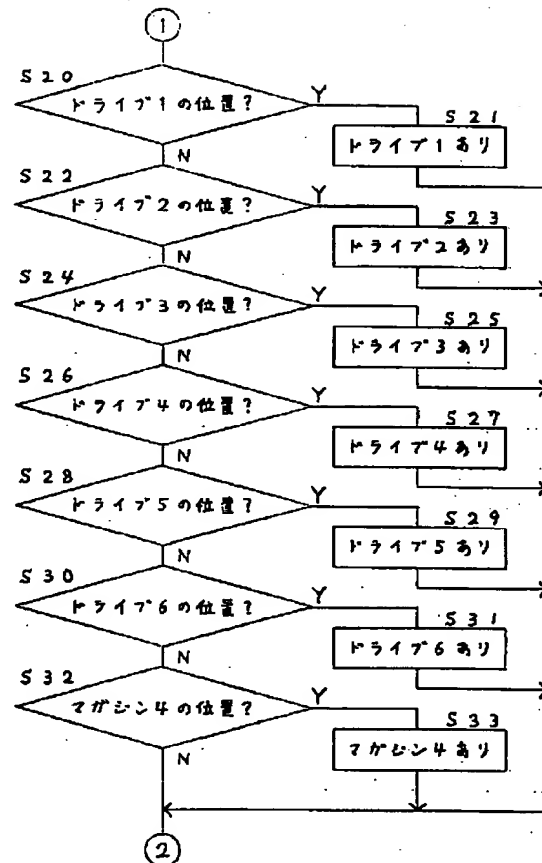 ①
S20
ドライブ1の位置?
Y
N
S21
ドライブ1あり
S22
ドライブ2の位置?
Y
N
S23
ドライブ2あり
S24
ドライブ3の位置?
Y
N
S25
ドライブ3あり
S26
ドライブ4の位置?
Y
N
S27
ドライブ4あり
S28
ドライブ5の位置?
Y
N
S29
ドライブ5あり
S30
ドライブ6の位置?
Y
N
S31
ドライブ6あり
S32
マガジン4の位置?
Y
N
S33
マガジン4あり
②